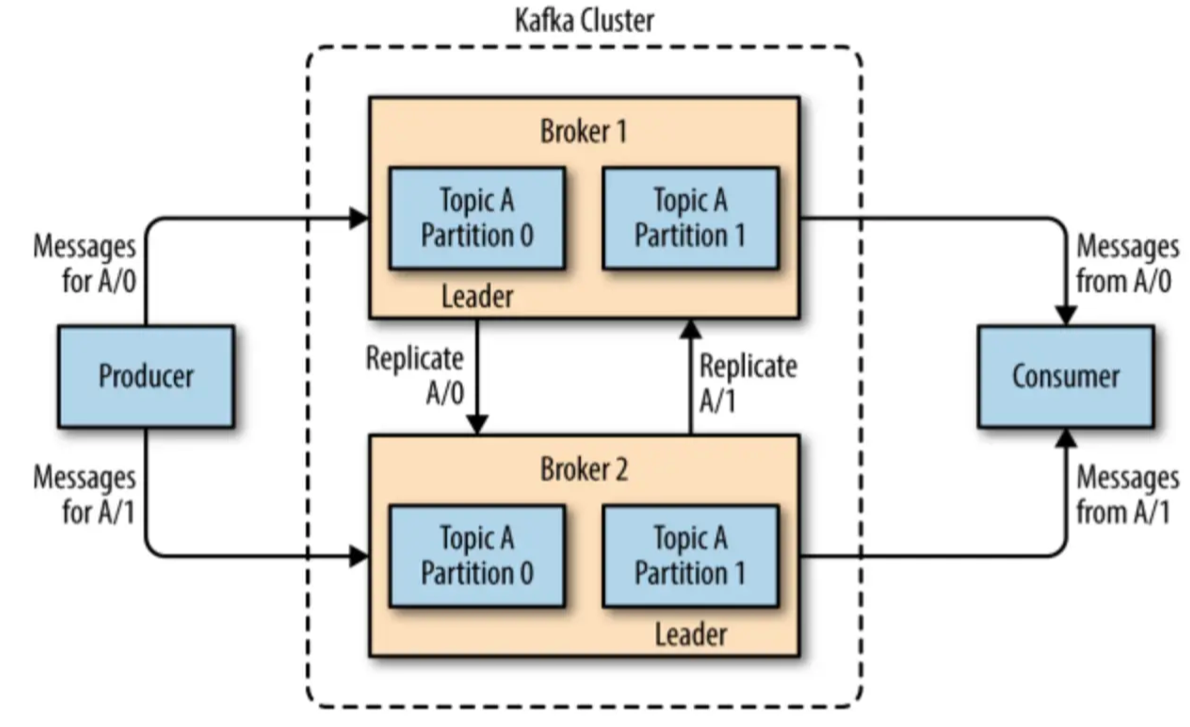 Kafka Cluster
Broker 1
Topic A
Partition 0
Topic A
Partition 1
Leader
Messages
for A/0
Messages
from A/0
Replicate
A/0
Replicate
A/1
Producer
Consumer
Messages
for A/1
Messages
from A/1
Broker 2
Topic A
Partition 0
Topic A
Partition 1
Leader